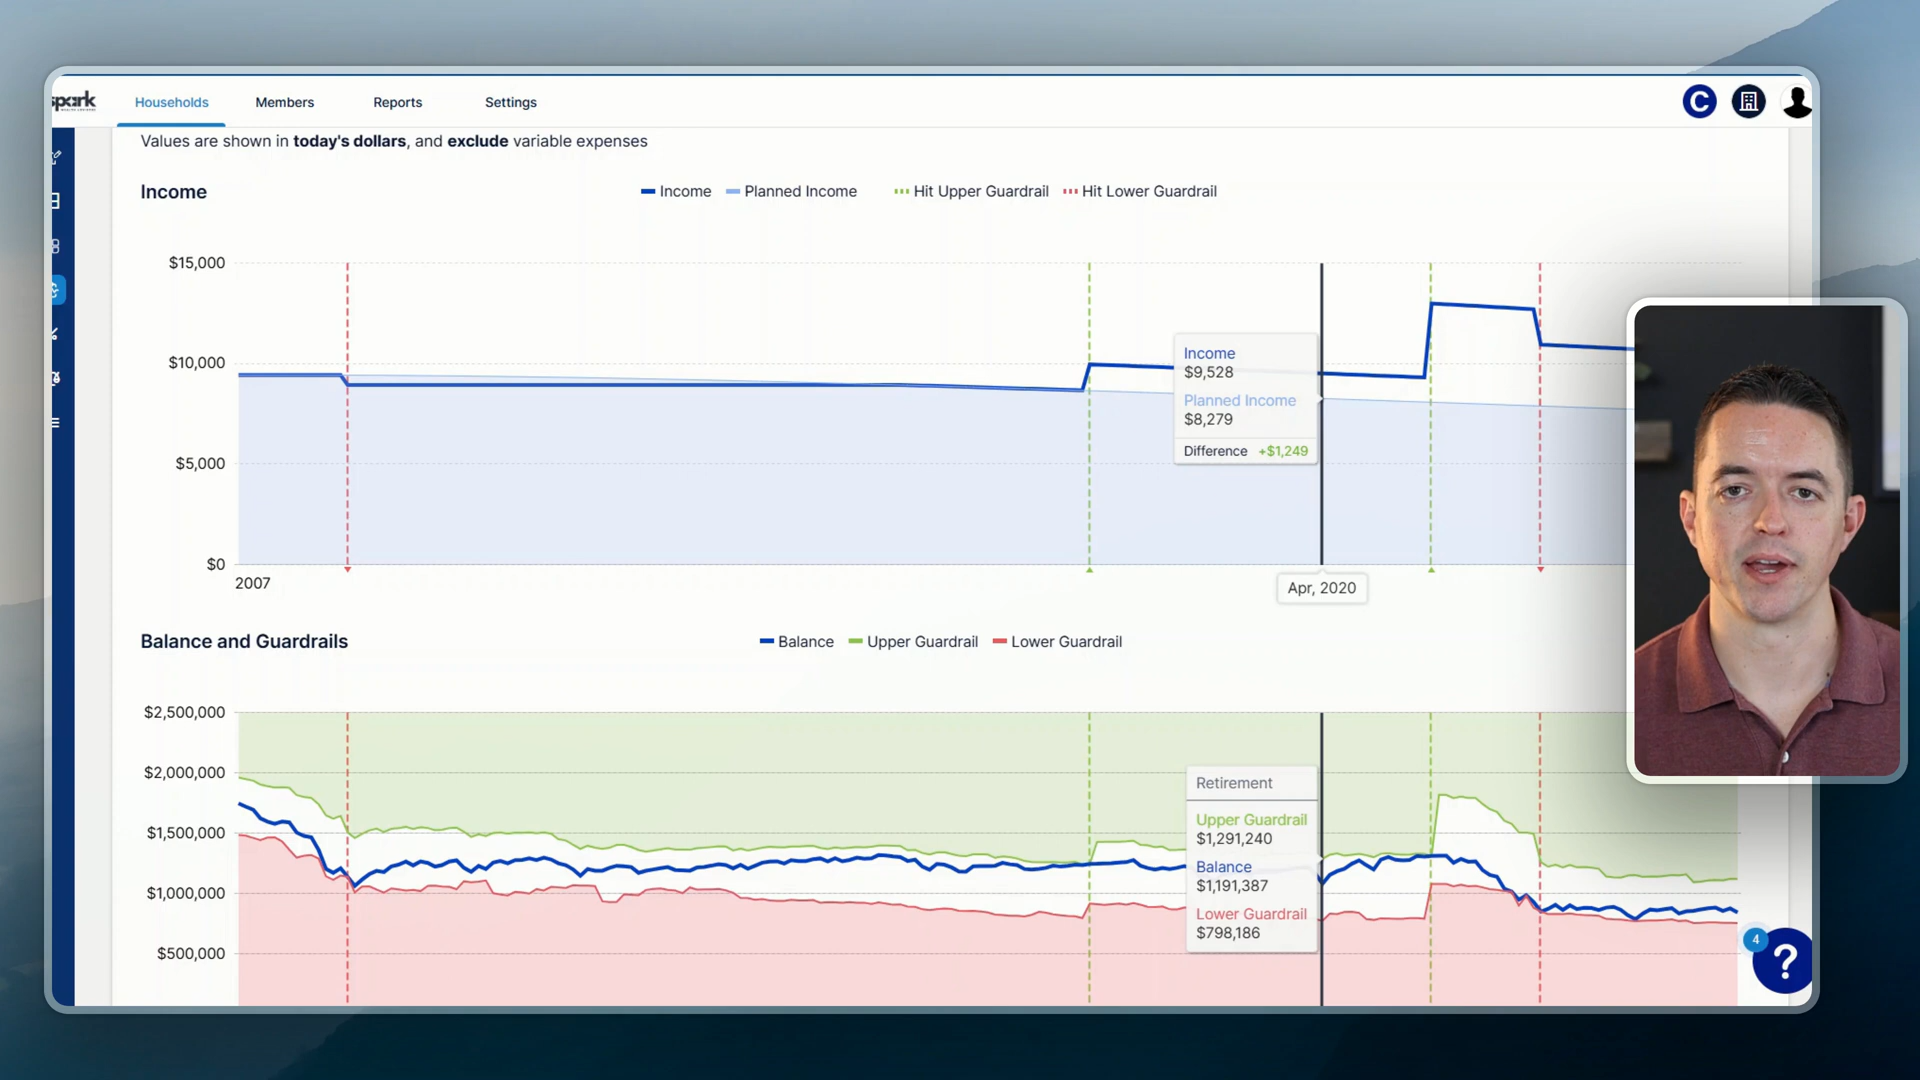 spark
Households
Members
Reports
Settings
C
Values are shown in today's dollars, and exclude variable expenses
Income
Income
Planned Income
Hit Upper Guardrail
Hit Lower Guardrail
$15,000
$10,000
$5,000
$0
2007
Income
$9,528
Planned Income
$8,279
Difference +$1,249
Apr, 2020
Balance and Guardrails
Balance
Upper Guardrail
Lower Guardrail
$2,500,000
$2,000,000
$1,500,000
$1,000,000
$500,000
Retirement
Upper Guardrail
$1,291,240
Balance
$1,191,387
Lower Guardrail
$798,186
4
?